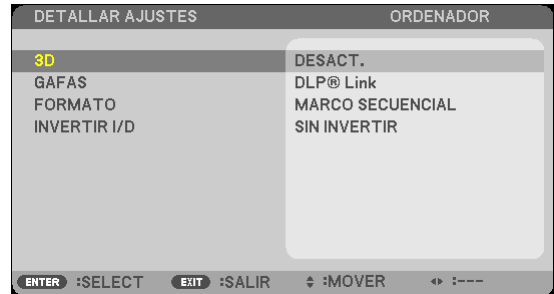 DETALLAR AJUSTES ORDENADOR
3D DESACT.
GAFAS DLP® Link
FORMATO MARCO SECUENCIAL
INVERTIR I/D SIN INVERTIR
ENTER :SELECT EXIT :SALIR :MOVER :---